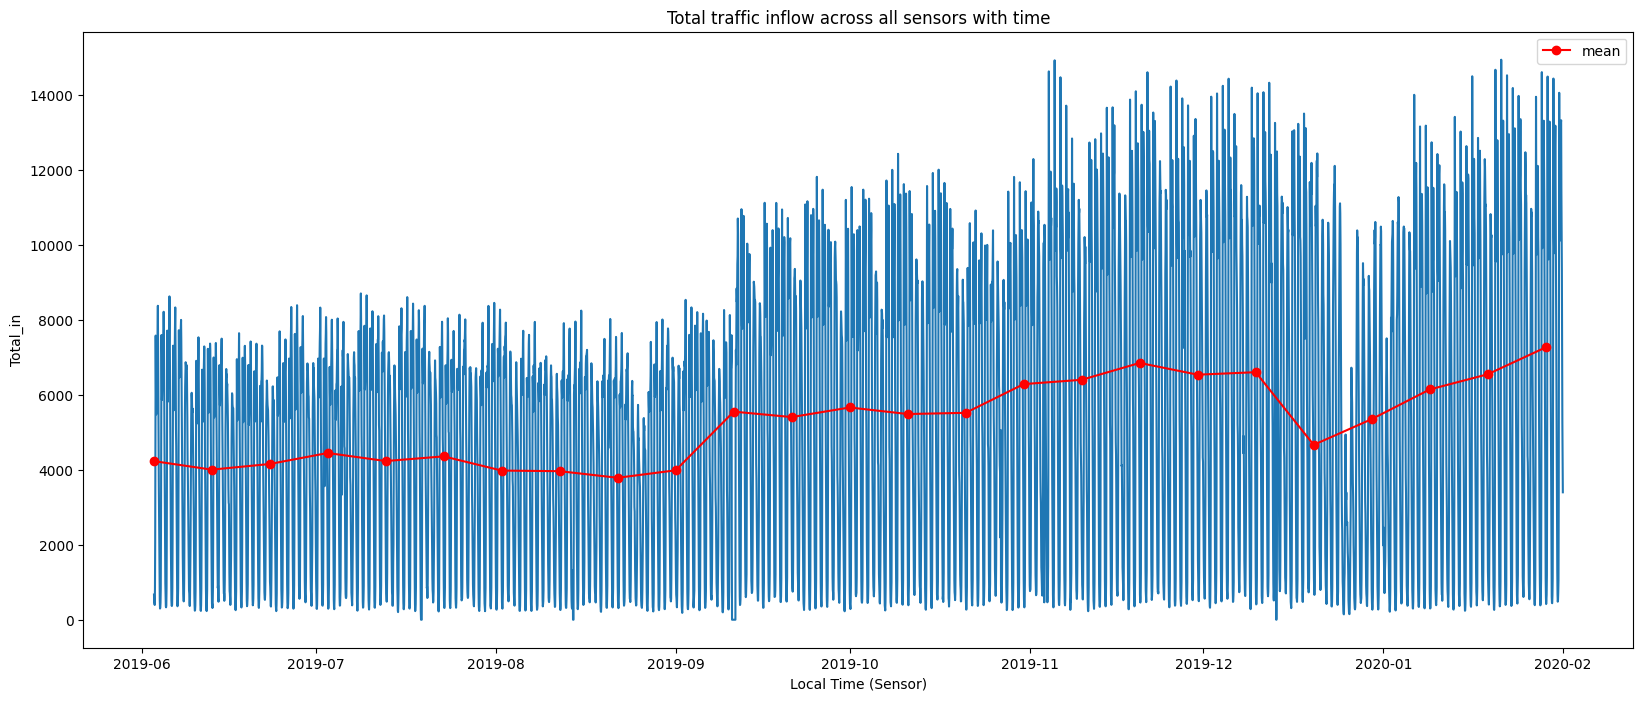 Total traffic inflow across all sensors with time
mean
14000
12000
10000
8000
6000
4000
2000
0
Total_in
2019-06 2019-07 2019-08 2019-09 2019-10 2019-11 2019-12 2020-01 2020-02
Local Time (Sensor)